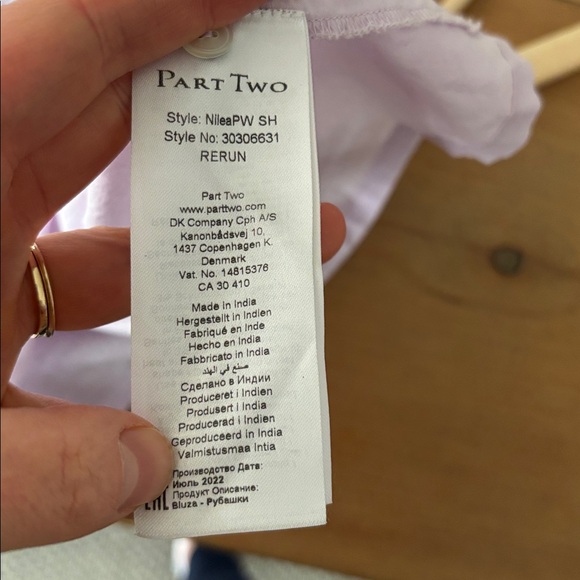 PART TWO
Style: NileaPW SH
Style No: 30306631
RERUN
Part Two
www.parttwo.com
DK Company Cph A/S
Kanonbådsvej 10,
1437 Copenhagen K.
Denmark
Vat. No. 14815376
CA 30 410
Made in India
Hergestellt in Indien
Fabriqué en Inde
Hecho en India
Fabbricato in India
صنع في الهند
Сделано в Индии
Produceret i Indien
Produsert i India
Producerad i Indien
Geproduceerd in India
Valmistusmaa Intia
Производство Дата:
Июль 2022
EAC Продукт Описание:
Bluza - Рубашки